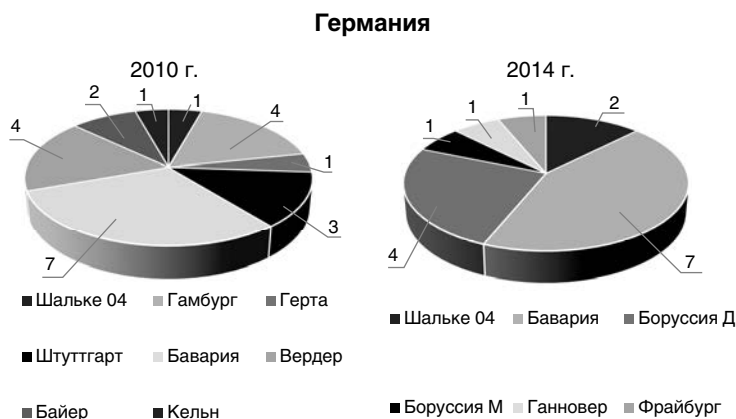 Германия
2010 г.
1 1 4 1 3 7 4 2
Шальке 04 Гамбург Герта
Штуттгарт Бавария Вердер
Байер Кельн
2014 г.
1 2 7 4 1 1
Шальке 04 Бавария Боруссия Д
Боруссия М Ганновер Фрайбург